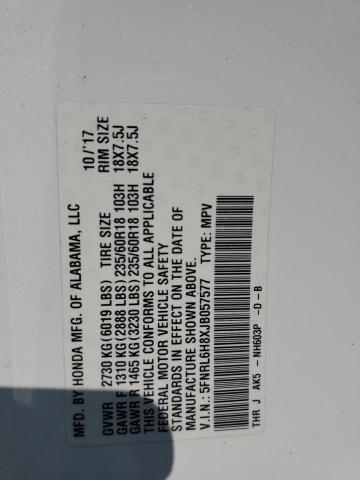 MFD. BY HONDA MFG. OF ALABAMA, LLC 10/'17
GVWR 2730 KG(6019 LBS) TIRE SIZE RIM SIZE
GAWR F 1310 KG(2888 LBS) 235/60R18 103H 18X7.5J
GAWR R 1465 KG(3230 LBS) 235/60R18 103H 18X7.5J
THIS VEHICLE CONFORMS TO ALL APPLICABLE
FEDERAL MOTOR VEHICLE SAFETY
STANDARDS IN EFFECT ON THE DATE OF
MANUFACTURE SHOWN ABOVE.
V.I.N.: 5FNRL6H8XJB057577 TYPE: MPV
THR J AK5 - NH603P -D-B